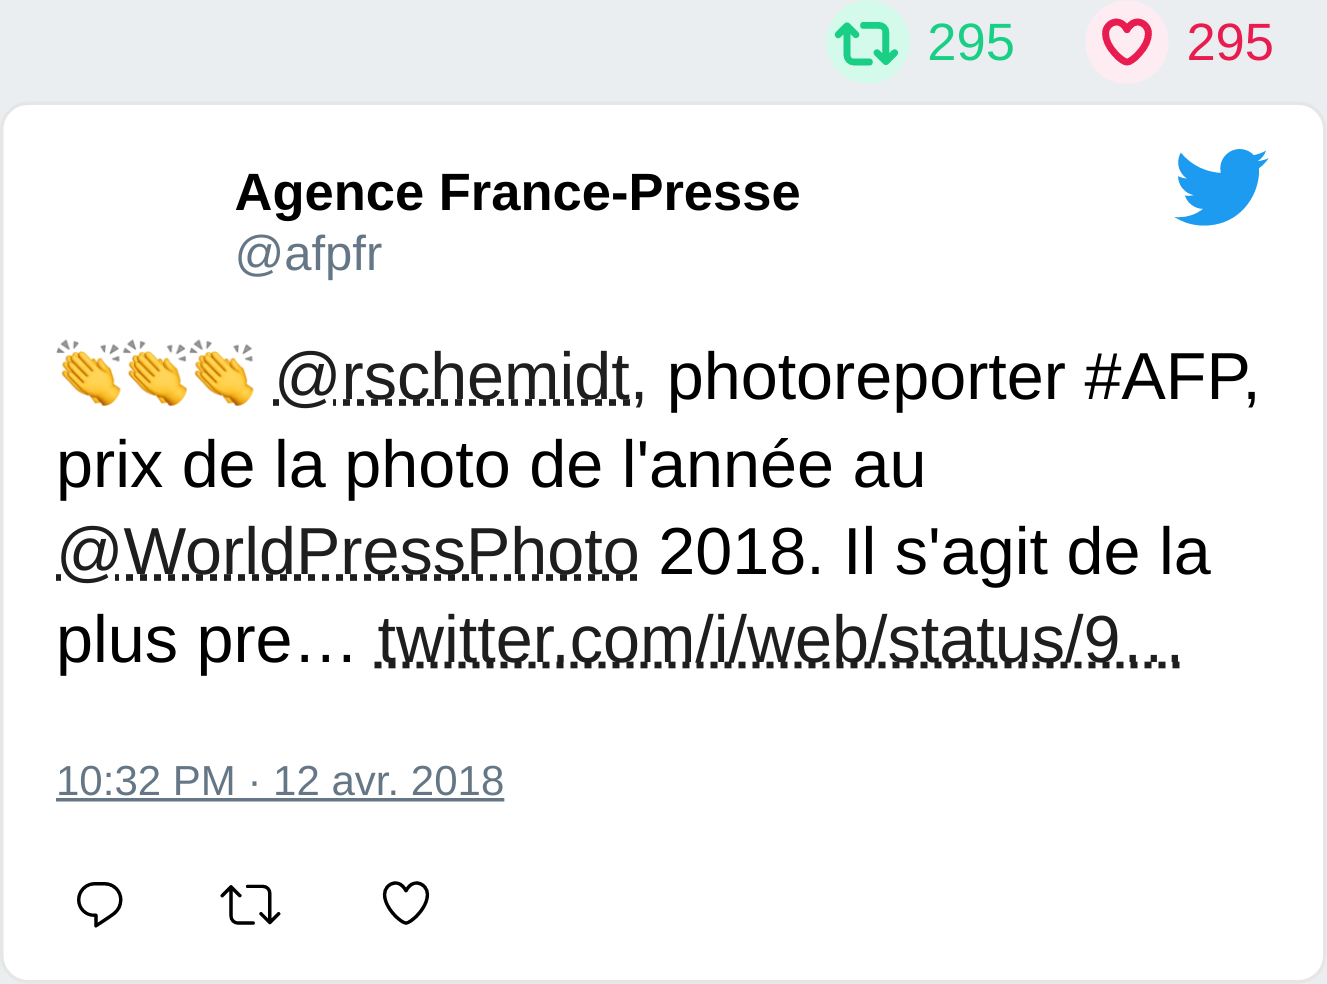 295 295
Agence France-Presse
@afpfr
👏👏👏 @rschemidt, photoreporter #AFP,
prix de la photo de l'année au
@WorldPressPhoto 2018. Il s'agit de la
plus pre… twitter.com/i/web/status/9…
10:32 PM · 12 avr. 2018